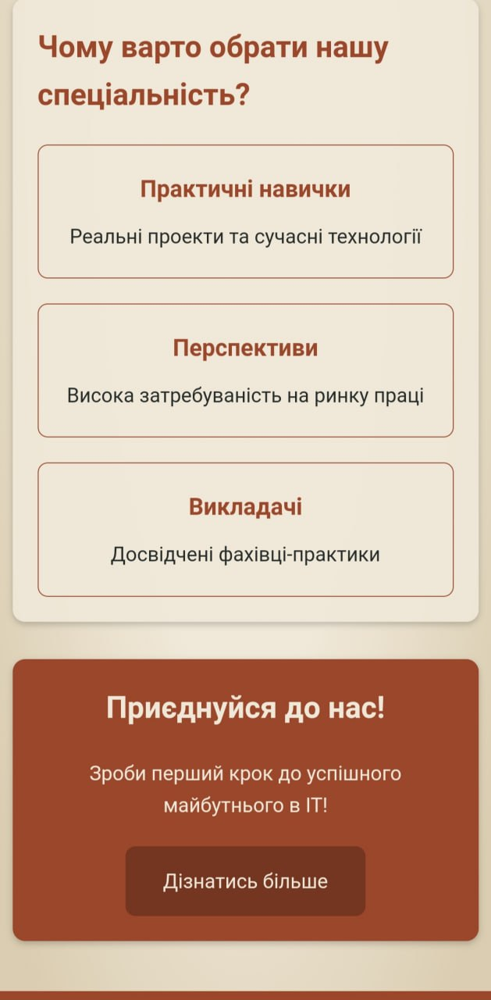 Чому варто обрати нашу
спеціальність?
Практичні навички
Реальні проекти та сучасні технології
Перспективи
Висока затребуваність на ринку праці
Викладачі
Досвідчені фахівці-практики
Приєднуйся до нас!
Зроби перший крок до успішного
майбутнього в ІТ!
Дізнатись більше